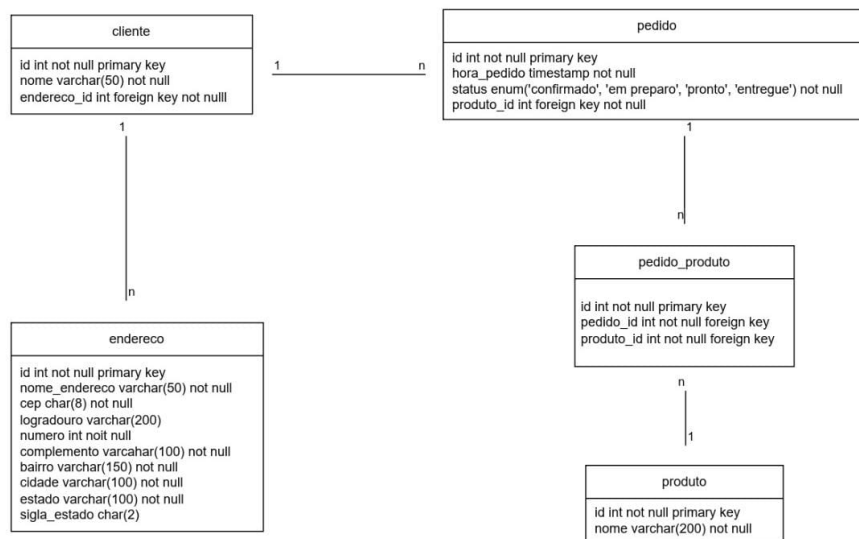 cliente
id int not null primary key
nome varchar(50) not null
endereco_id int foreign key not nulll
1
n
pedido
id int not null primary key
hora_pedido timestamp not null
status enum('confirmado', 'em preparo', 'pronto', 'entregue') not null
produto_id int foreign key not null
1
n
1
n
pedido_produto
id int not null primary key
pedido_id int not null foreign key
produto_id int not null foreign key
endereco
id int not null primary key
nome_endereco varchar(50) not null
cep char(8) not null
logradouro varchar(200)
numero int noit null
complemento varcahar(100) not null
bairro varchar(150) not null
cidade varchar(100) not null
estado varchar(100) not null
sigla_estado char(2)
n
1
produto
id int not null primary key
nome varchar(200) not null